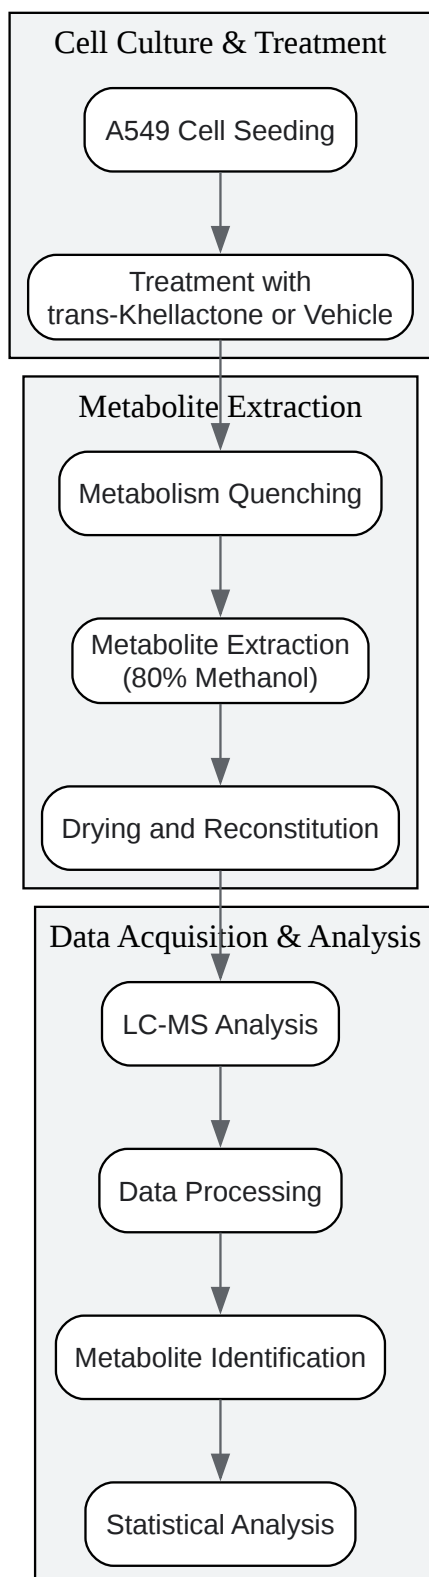 Cell Culture & Treatment
A549 Cell Seeding
Treatment with
trans-Khellactone or Vehicle
Metabolite Extraction
Metabolism Quenching
Metabolite Extraction
(80% Methanol)
Drying and Reconstitution
Data Acquisition & Analysis
LC-MS Analysis
Data Processing
Metabolite Identification
Statistical Analysis